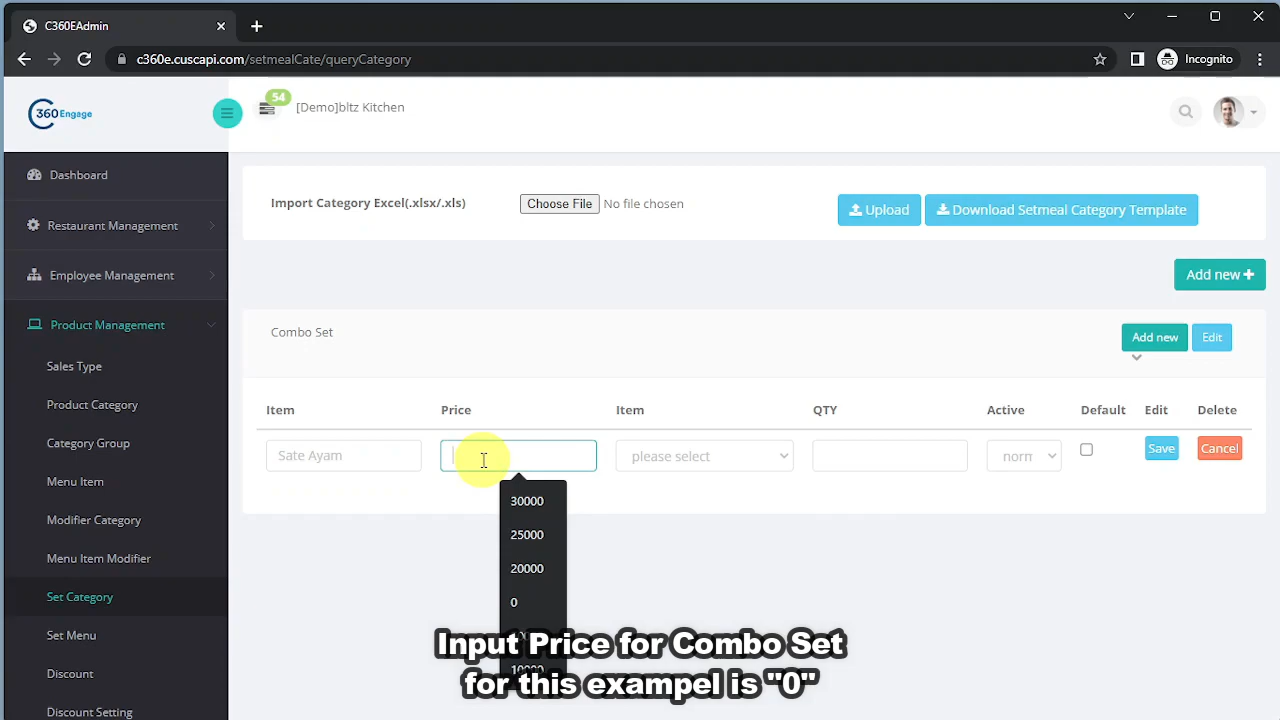 C360EAdmin
c360e.cuscapi.com/setmealCate/queryCategory
Incognito
360 Engage
54
[Demo]bltz Kitchen
Dashboard
Restaurant Management
Employee Management
Product Management
Sales Type
Product Category
Category Group
Menu Item
Modifier Category
Menu Item Modifier
Set Category
Set Menu
Discount
Discount Setting
Import Category Excel(.xlsx/.xls)
Choose File No file chosen
Upload
Download Setmeal Category Template
Add new
Combo Set
Add new
Edit
Item Price Item QTY Active Default Edit Delete
Sate Ayam please select norm Save Cancel
30000
25000
20000
0
10000
Input Price for Combo Set
for this exampel is "0"